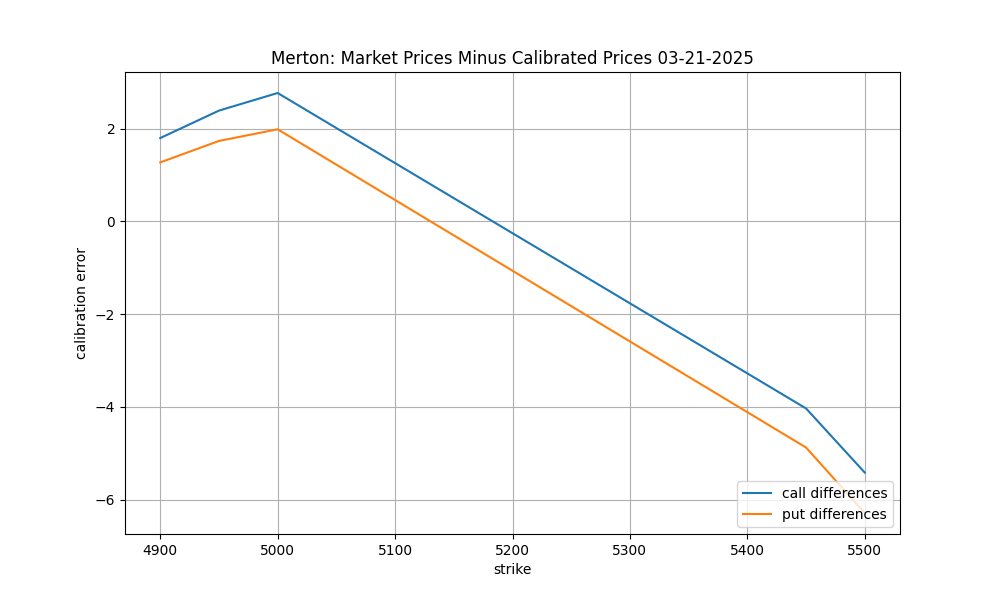 Merton: Market Prices Minus Calibrated Prices 03-21-2025
calibration error
2
0
−2
−4
−6
4900 5000 5100 5200 5300 5400 5500
strike
call differences
put differences